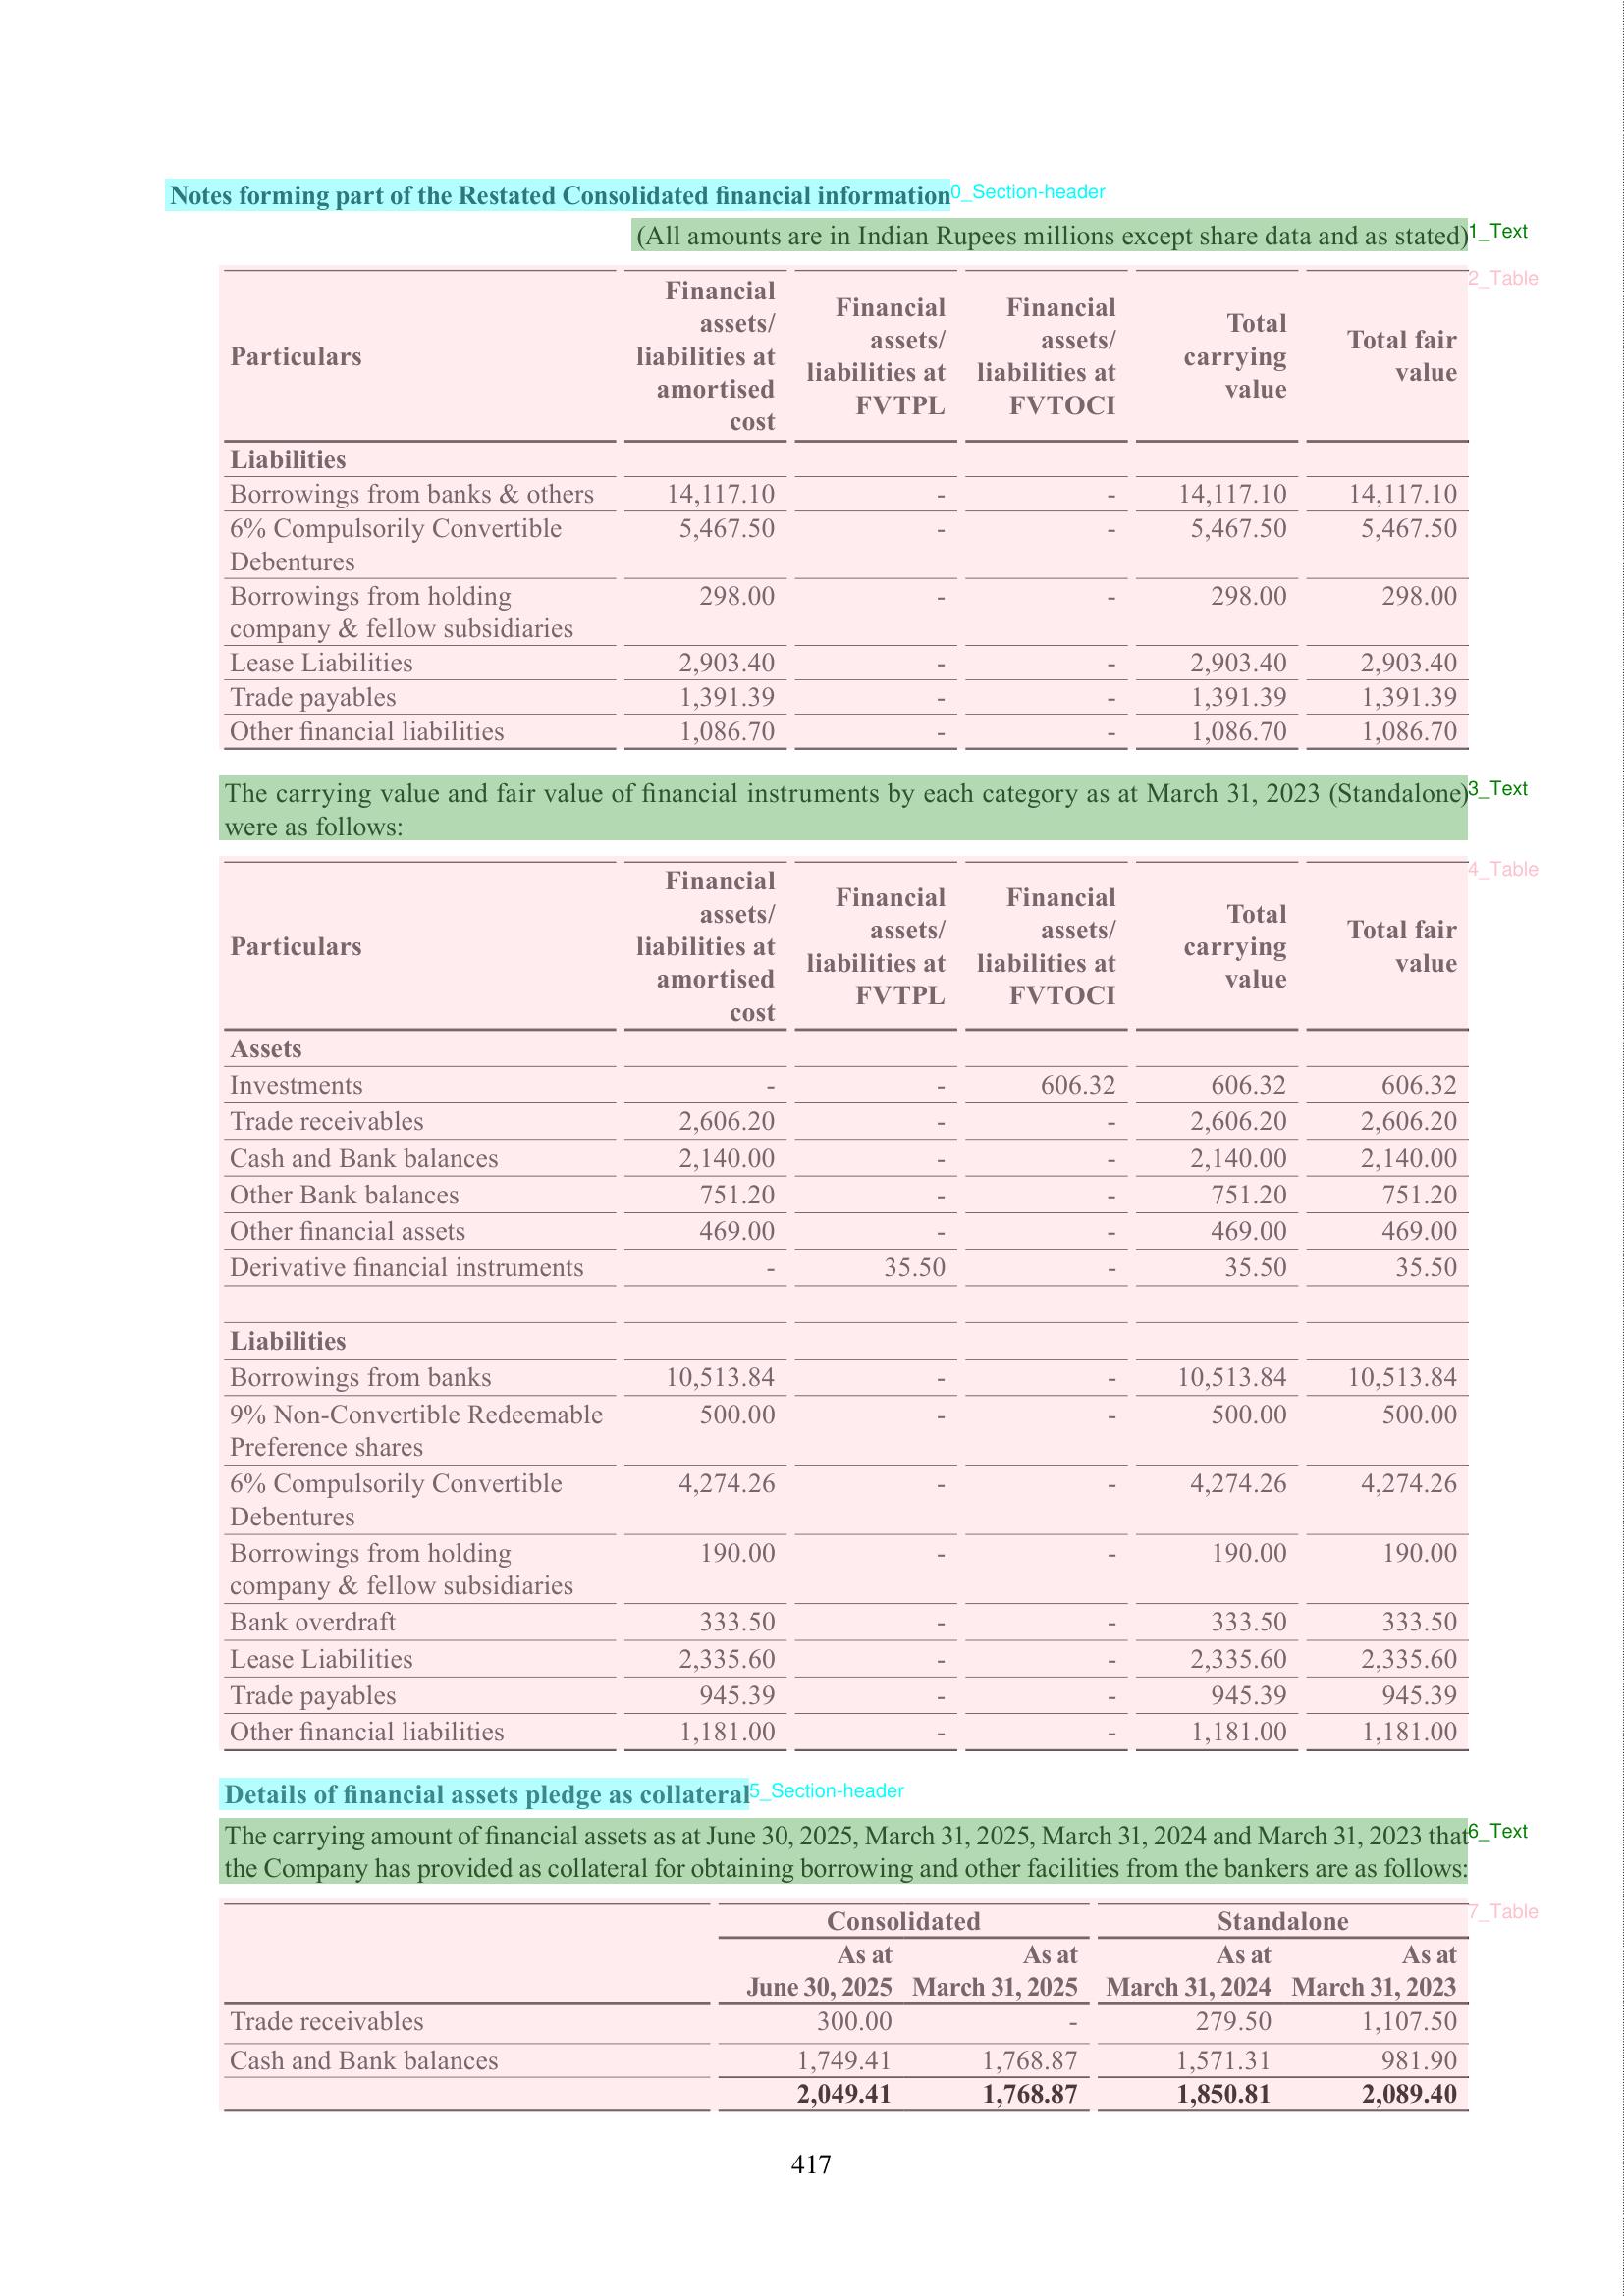 Notes forming part of the Restated Consolidated financial information 0_Section-header
(All amounts are in Indian Rupees millions except share data and as stated) 1_Text
2_Table
Particulars Financial assets/ liabilities at amortised cost Financial assets/ liabilities at FVTPL Financial assets/ liabilities at FVTOCI Total carrying value Total fair value
Liabilities
Borrowings from banks & others 14,117.10 - - 14,117.10 14,117.10
6% Compulsorily Convertible 5,467.50 - - 5,467.50 5,467.50
Debentures
Borrowings from holding 298.00 - - 298.00 298.00
company & fellow subsidiaries
Lease Liabilities 2,903.40 - - 2,903.40 2,903.40
Trade payables 1,391.39 - - 1,391.39 1,391.39
Other financial liabilities 1,086.70 - - 1,086.70 1,086.70
The carrying value and fair value of financial instruments by each category as at March 31, 2023 (Standalone) 3_Text
were as follows:
4_Table
Particulars Financial assets/ liabilities at amortised cost Financial assets/ liabilities at FVTPL Financial assets/ liabilities at FVTOCI Total carrying value Total fair value
Assets
Investments - - 606.32 606.32 606.32
Trade receivables 2,606.20 - - 2,606.20 2,606.20
Cash and Bank balances 2,140.00 - - 2,140.00 2,140.00
Other Bank balances 751.20 - - 751.20 751.20
Other financial assets 469.00 - - 469.00 469.00
Derivative financial instruments - 35.50 - 35.50 35.50
Liabilities
Borrowings from banks 10,513.84 - - 10,513.84 10,513.84
9% Non-Convertible Redeemable 500.00 - - 500.00 500.00
Preference shares
6% Compulsorily Convertible 4,274.26 - - 4,274.26 4,274.26
Debentures
Borrowings from holding 190.00 - - 190.00 190.00
company & fellow subsidiaries
Bank overdraft 333.50 - - 333.50 333.50
Lease Liabilities 2,335.60 - - 2,335.60 2,335.60
Trade payables 945.39 - - 945.39 945.39
Other financial liabilities 1,181.00 - - 1,181.00 1,181.00
Details of financial assets pledge as collateral 5_Section-header
The carrying amount of financial assets as at June 30, 2025, March 31, 2025, March 31, 2024 and March 31, 2023 that 6_Text
the Company has provided as collateral for obtaining borrowing and other facilities from the bankers are as follows:
7_Table
Consolidated Standalone
As at As at As at As at
June 30, 2025 March 31, 2025 March 31, 2024 March 31, 2023
Trade receivables 300.00 - 279.50 1,107.50
Cash and Bank balances 1,749.41 1,768.87 1,571.31 981.90
2,049.41 1,768.87 1,850.81 2,089.40
417